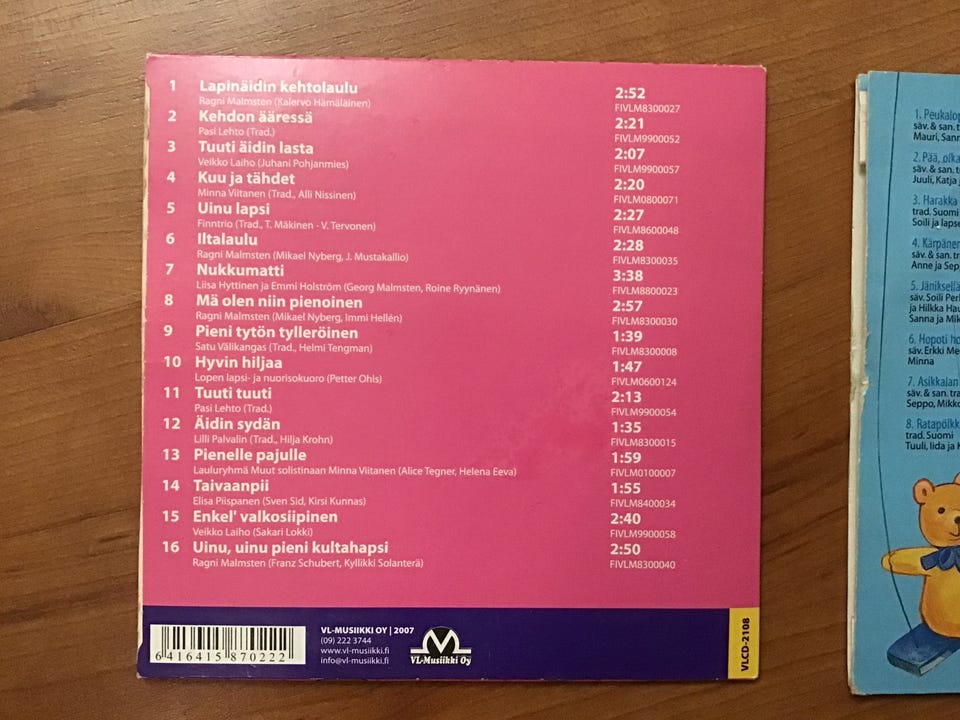 1 Lapinäidin kehtolaulu 2:52
Ragni Malmsten (Kalervo Hämäläinen) FIVLM8300027
2 Kehdon ääressä 2:21
Pasi Lehto (Trad.) FIVLM9900052
3 Tuuti äidin lasta 2:07
Veikko Laiho (Juhani Pohjanmies) FIVLM9900057
4 Kuu ja tähdet 2:20
Minna Viitanen (Trad., Alli Nissinen) FIVLM0800071
5 Uinu lapsi 2:27
Finntrio (Trad., T. Mäkinen - V. Tervonen) FIVLM8600048
6 Iltalaulu 2:28
Ragni Malmsten (Mikael Nyberg, J. Mustakallio) FIVLM8300035
7 Nukkumatti 3:38
Liisa Hyttinen ja Emmi Holström (Georg Malmsten, Roine Ryynänen) FIVLM8800023
8 Mä olen niin pienoinen 2:57
Ragni Malmsten (Mikael Nyberg, Immi Hellén) FIVLM8300030
9 Pieni tytön tylleröinen 1:39
Satu Välikangas (Trad., Helmi Tengman) FIVLM8300008
10 Hyvin hiljaa 1:47
Lopen lapsi- ja nuorisokuoro (Petter Ohls) FIVLM0600124
11 Tuuti tuuti 2:13
Pasi Lehto (Trad.) FIVLM9900054
12 Äidin sydän 1:35
Lilli Palvalin (Trad., Hilja Krohn) FIVLM8300015
13 Pienelle pajulle 1:59
Lauluryhmä Muut solistinaan Minna Viitanen (Alice Tegner, Helena Eeva) FIVLM0100007
14 Taivaanpii 1:55
Elisa Piispanen (Sven Sid, Kirsi Kunnas) FIVLM8400034
15 Enkel' valkosiipinen 2:40
Veikko Laiho (Sakari Lokki) FIVLM9900058
16 Uinu, uinu pieni kultahapsi 2:50
Ragni Malmsten (Franz Schubert, Kyllikki Solanterä) FIVLM8300040
6 416415 870222
VL-MUSIIKKI OY | 2007
(09) 222 3744
www.vl-musiikki.fi
info@vl-musiikki.fi
VL-Musiikki Oy
VLCD-2108
1. Peukalop
säv. & san. t
Mauri, Sann
2. Pää, olka
säv. & san. t
Juuli, Katja j
3. Harakka
trad. Suomi
Soili ja lapse
4. Kärpänen
säv. & san. tra
Anne ja Sep
5. Jäniksellä
säv. Soili Perk
ja Hilkka Hau
Sanna ja Mik
6. Hopoti ho
säv. Erkki Me
Minna
7. Asikkalan
säv. & san. tra
Seppo, Mikko
8. Ratapölkk
trad. Suomi
Tuuli, Iida ja K